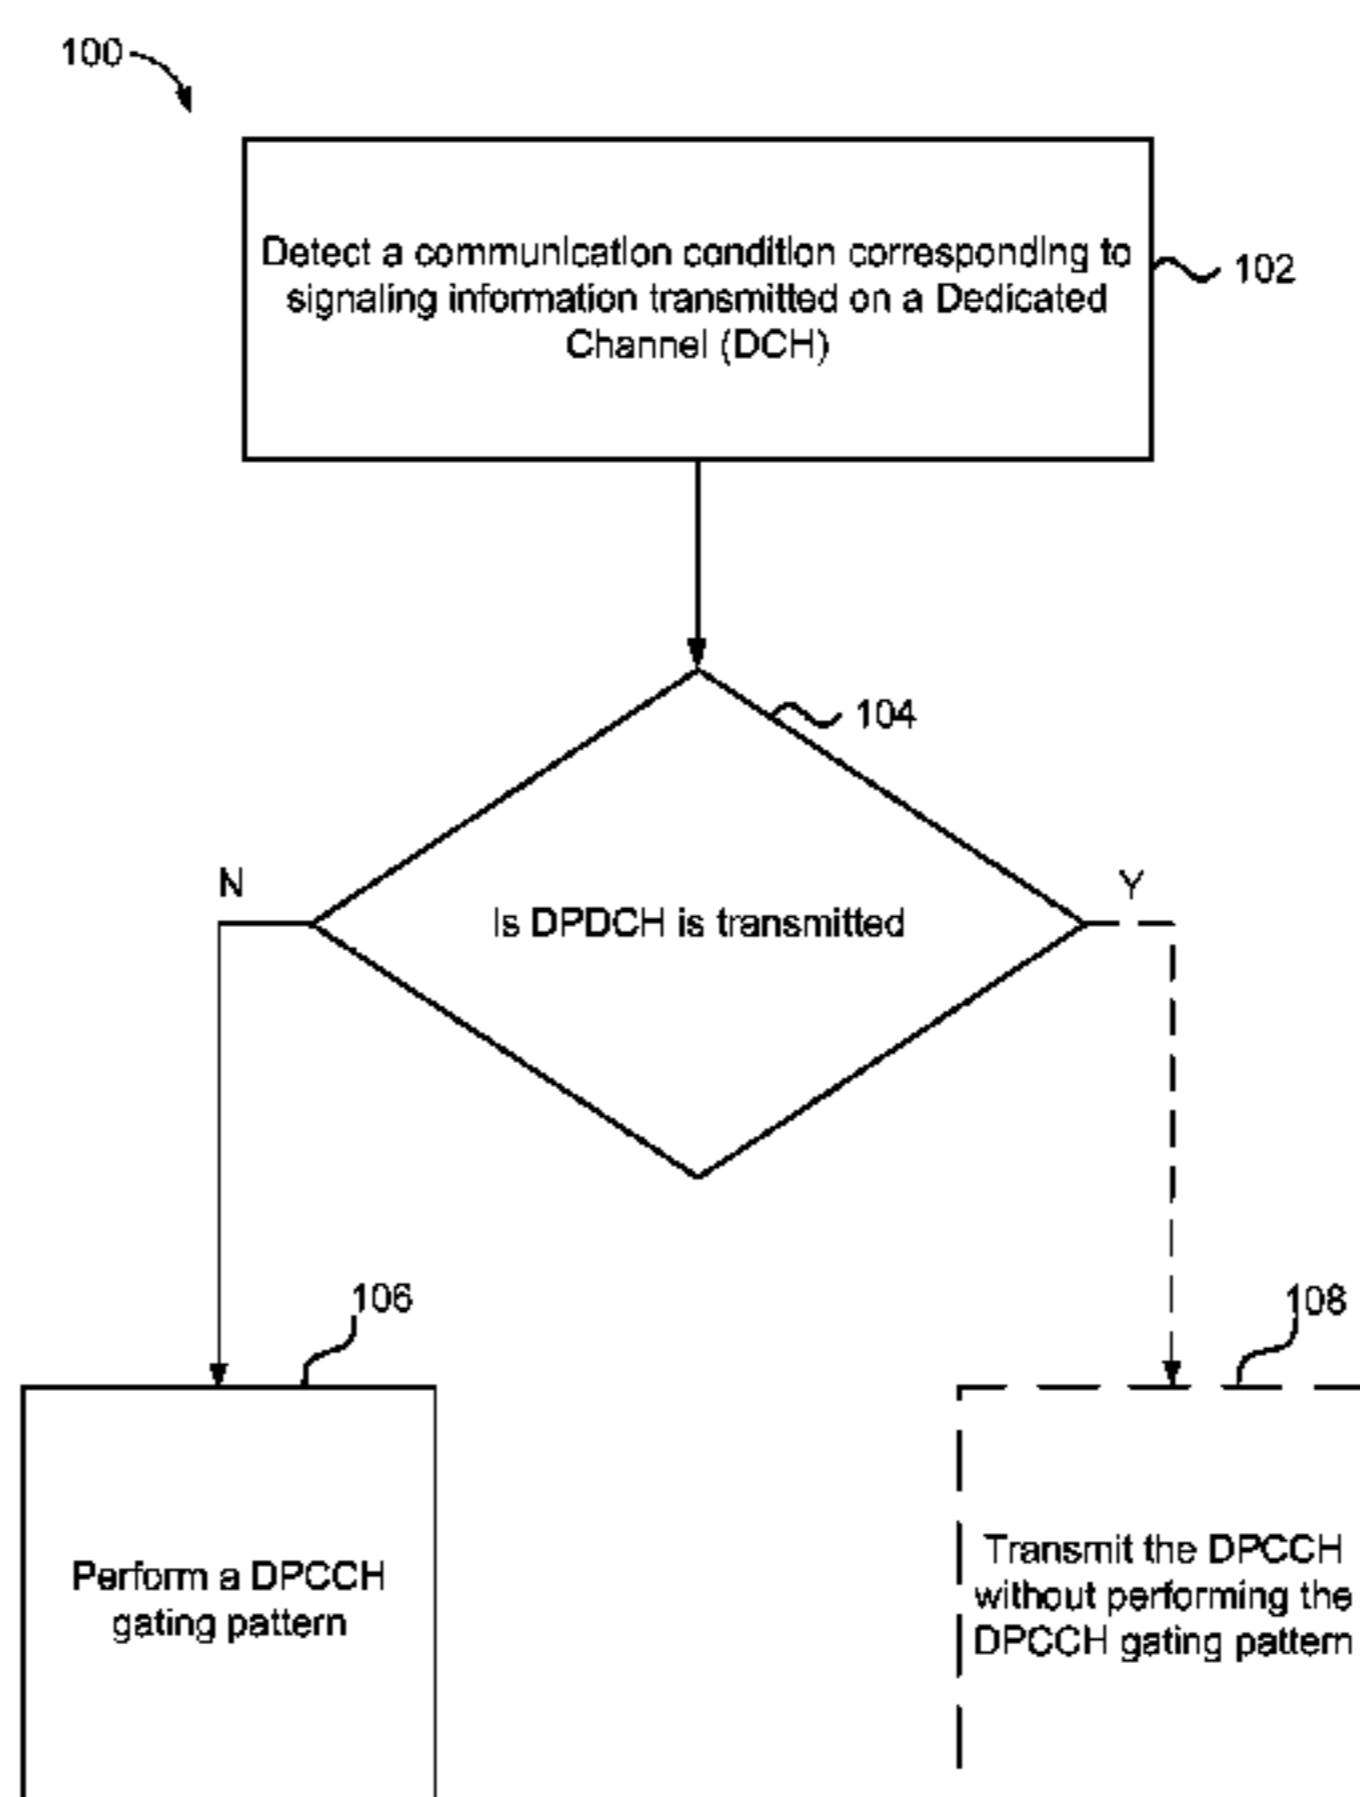 100
Detect a communication condition corresponding to
signaling information transmitted on a Dedicated
Channel (DCH)
102
104
N
Y
Is DPDCH is transmitted
106
108
Perform a DPCCH
gating pattern
Transmit the DPCCH
without performing the
DPCCH gating pattern